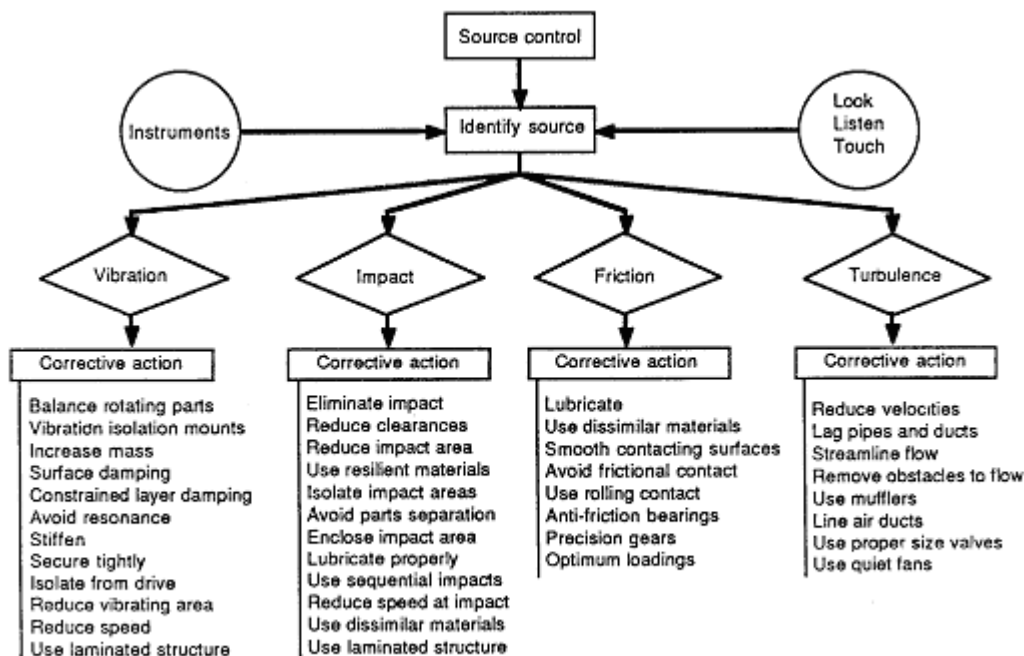 Source control
Instruments
Identify source
Look
Listen
Touch
Vibration
Impact
Friction
Turbulence
Corrective action
Balance rotating parts
Vibration isolation mounts
Increase mass
Surface damping
Constrained layer damping
Avoid resonance
Stiffen
Secure tightly
Isolate from drive
Reduce vibrating area
Reduce speed
Use laminated structure
Corrective action
Eliminate impact
Reduce clearances
Reduce impact area
Use resilient materials
Isolate impact areas
Avoid parts separation
Enclose impact area
Lubricate properly
Use sequential impacts
Reduce speed at impact
Use dissimilar materials
Use laminated structure
Corrective action
Lubricate
Use dissimilar materials
Smooth contacting surfaces
Avoid frictional contact
Use rolling contact
Anti-friction bearings
Precision gears
Optimum loadings
Corrective action
Reduce velocities
Lag pipes and ducts
Streamline flow
Remove obstacles to flow
Use mufflers
Line air ducts
Use proper size valves
Use quiet fans